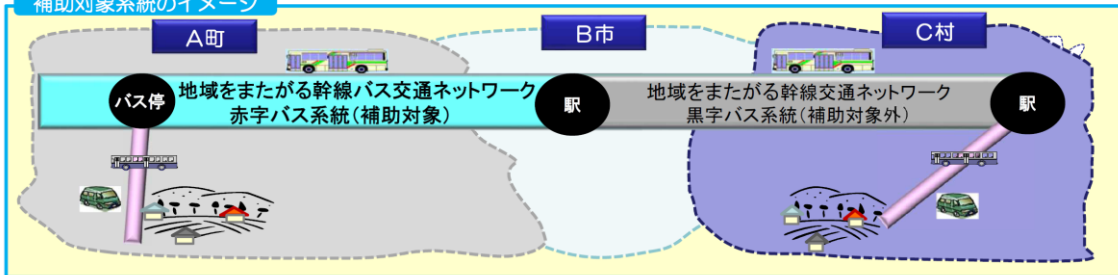 補助対象系統のイメージ
A町
B市
C村
バス停
地域をまたがる幹線バス交通ネットワーク
赤字バス系統(補助対象)
駅
地域をまたがる幹線交通ネットワーク
黒字バス系統(補助対象外)
駅